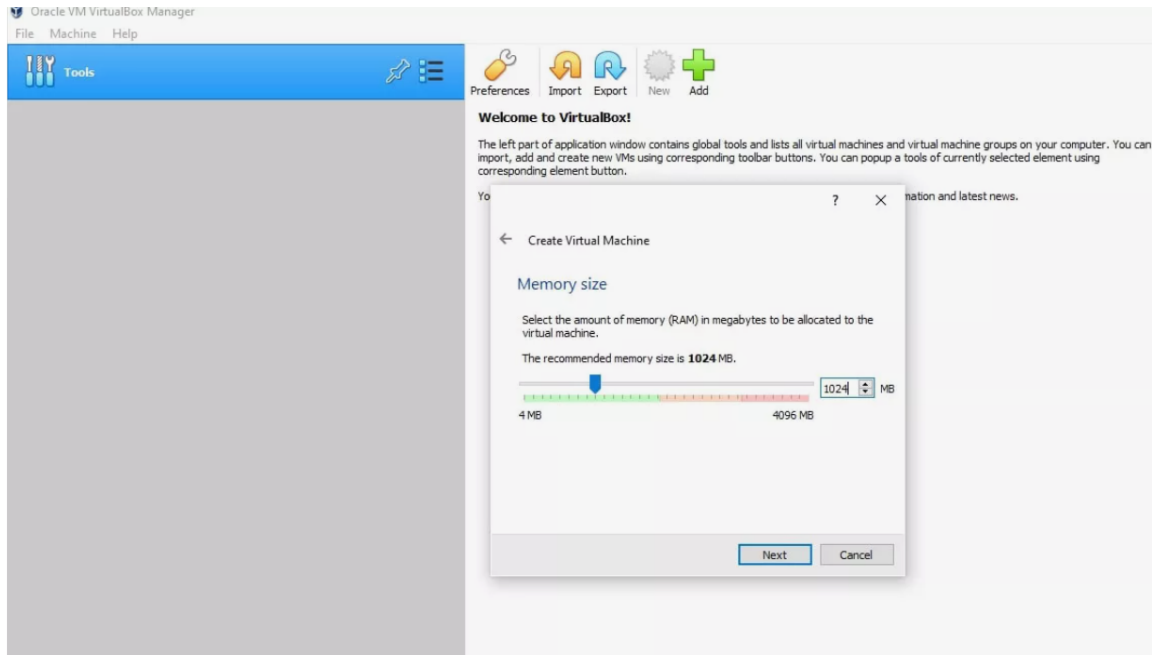 Oracle VM VirtualBox Manager
File Machine Help
Tools
Preferences Import Export New Add
Welcome to VirtualBox!
The left part of application window contains global tools and lists all virtual machines and virtual machine groups on your computer. You can
import, add and create new VMs using corresponding toolbar buttons. You can popup a tools of currently selected element using
corresponding element button.
Yo
mation and latest news.
? X
Create Virtual Machine
Memory size
Select the amount of memory (RAM) in megabytes to be allocated to the
virtual machine.
The recommended memory size is 1024 MB.
1024 MB
4 MB 4096 MB
Next Cancel